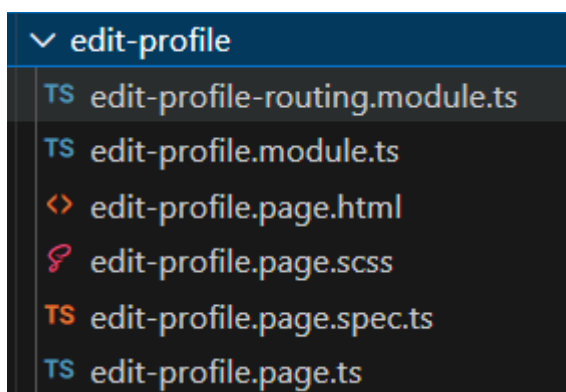 edit-profile
TS edit-profile-routing.module.ts
TS edit-profile.module.ts
<> edit-profile.page.html
edit-profile.page.scss
TS edit-profile.page.spec.ts
TS edit-profile.page.ts